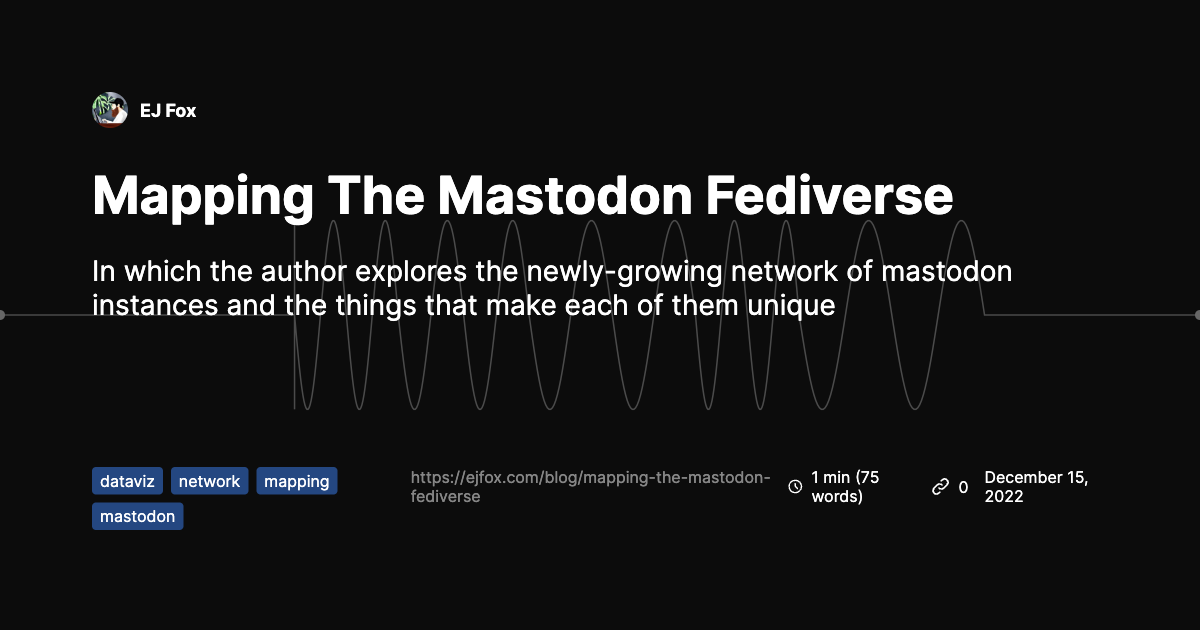 EJ Fox
Mapping The Mastodon Fediverse
In which the author explores the newly-growing network of mastodon
instances and the things that make each of them unique
dataviz network mapping
mastodon
https://ejfox.com/blog/mapping-the-mastodon-
fediverse
1 min (75
words)
0
December 15,
2022